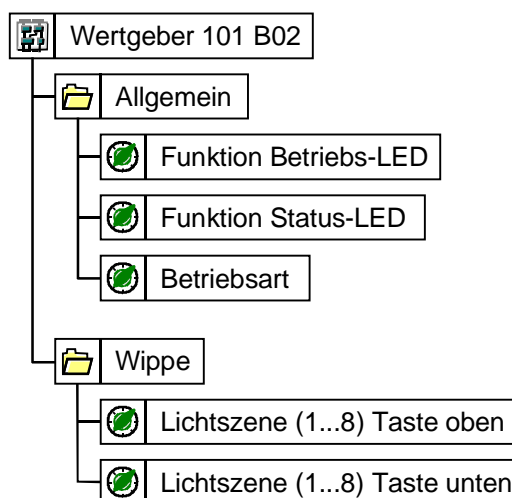 Wertgeber 101 B02
Allgemein
Funktion Betriebs-LED
Funktion Status-LED
Betriebsart
Wippe
Lichtszene (1...8) Taste oben
Lichtszene (1...8) Taste unten